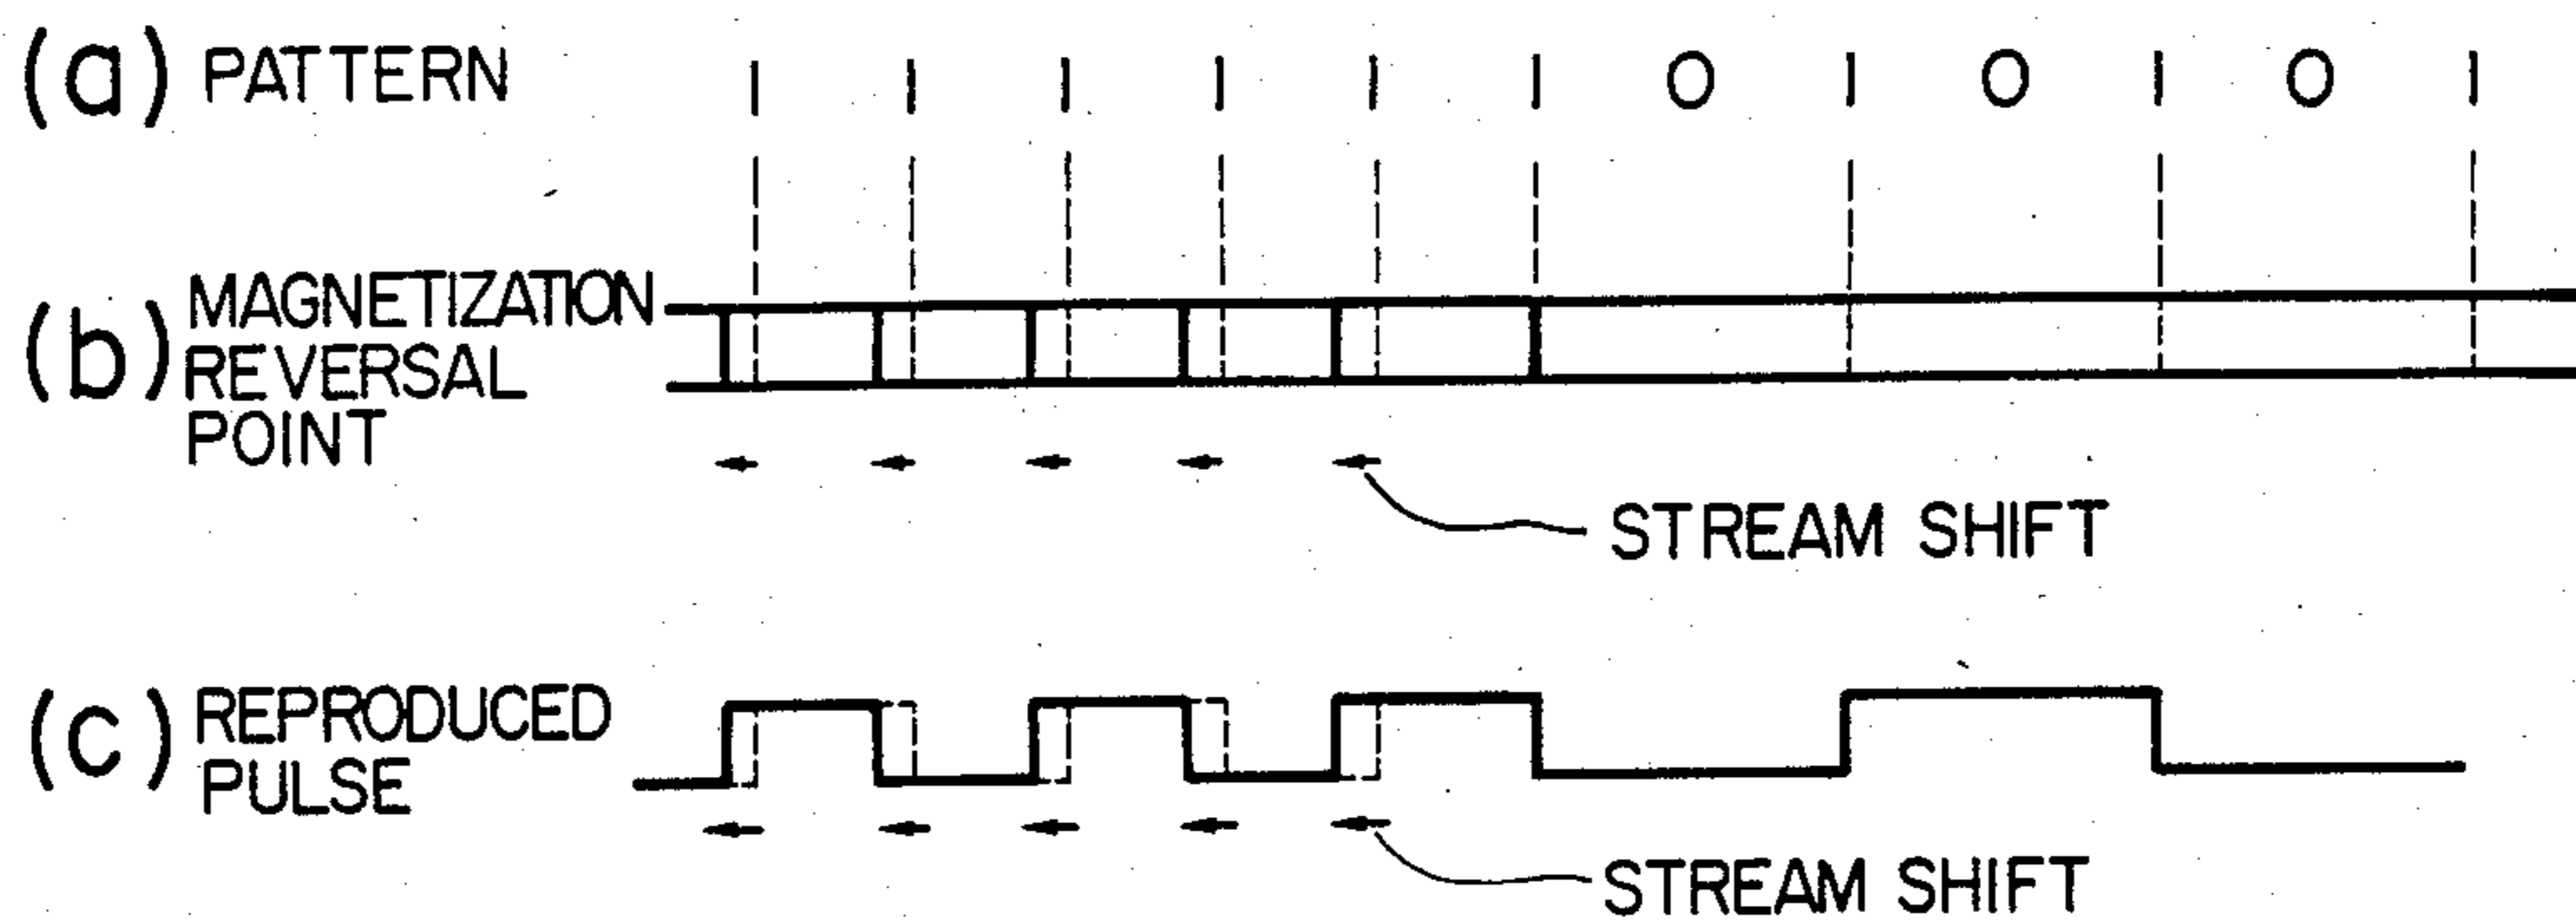 (a) PATTERN 1 1 1 1 1 1 0 1 0 1 0 1
(b) MAGNETIZATION
REVERSAL
POINT
STREAM SHIFT
(c) REPRODUCED
PULSE
STREAM SHIFT